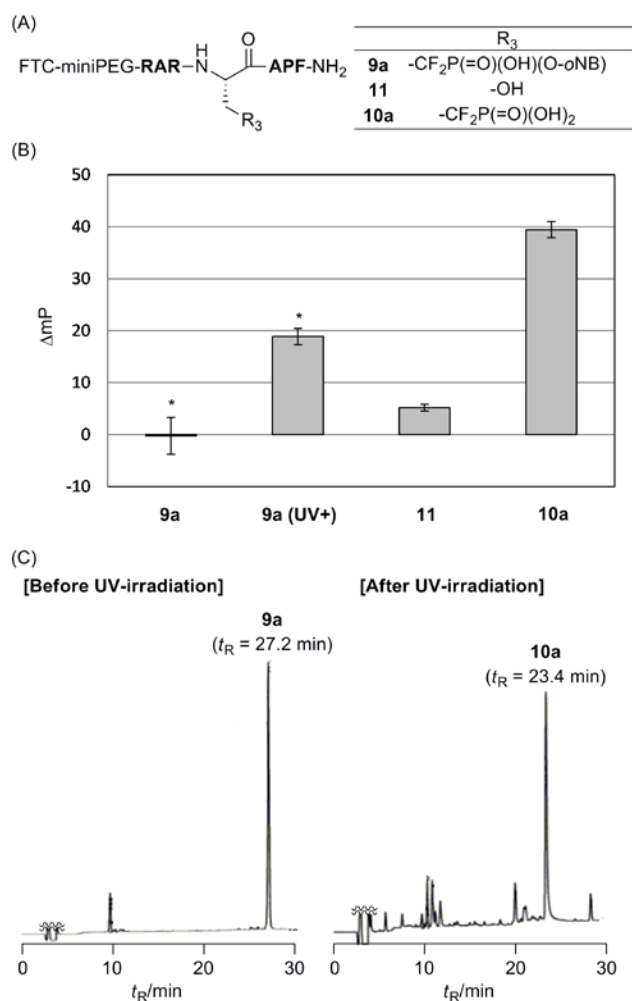 (A)
FTC-miniPEG-RAR-N
H
O
APF-NH2
R3
R3
9a -CF2P(=O)(OH)(O-oNB)
11 -OH
10a -CF2P(=O)(OH)2
(B)
50
40
30
20
10
0
-10
ΔmP
*
*
9a 9a (UV+) 11 10a
(C)
[Before UV-irradiation] [After UV-irradiation]
9a
(tR = 27.2 min)
10a
(tR = 23.4 min)
0 10 20 30 0 10 20 30
tR/min tR/min